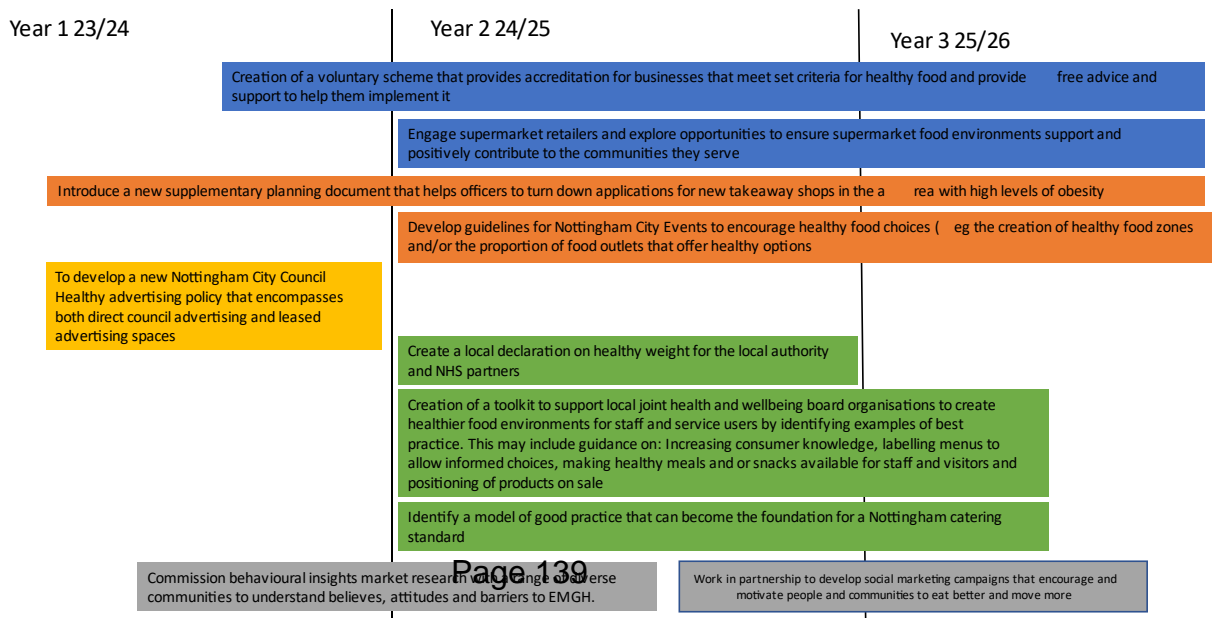 Year 1 23/24
Year 2 24/25
Year 3 25/26
Creation of a voluntary scheme that provides accreditation for businesses that meet set criteria for healthy food and provide free advice and
support to help them implement it
Engage supermarket retailers and explore opportunities to ensure supermarket food environments support and
positively contribute to the communities they serve
Introduce a new supplementary planning document that helps officers to turn down applications for new takeaway shops in the a rea with high levels of obesity
Develop guidelines for Nottingham City Events to encourage healthy food choices ( eg the creation of healthy food zones
and/or the proportion of food outlets that offer healthy options
To develop a new Nottingham City Council
Healthy advertising policy that encompasses
both direct council advertising and leased
advertising spaces
Create a local declaration on healthy weight for the local authority
and NHS partners
Creation of a toolkit to support local joint health and wellbeing board organisations to create
healthier food environments for staff and service users by identifying examples of best
practice. This may include guidance on: Increasing consumer knowledge, labelling menus to
allow informed choices, making healthy meals and or snacks available for staff and visitors and
positioning of products on sale
Identify a model of good practice that can become the foundation for a Nottingham catering
standard
Page 139
Commission behavioural insights market research with a range of diverse
communities to understand believes, attitudes and barriers to EMGH.
Work in partnership to develop social marketing campaigns that encourage and
motivate people and communities to eat better and move more